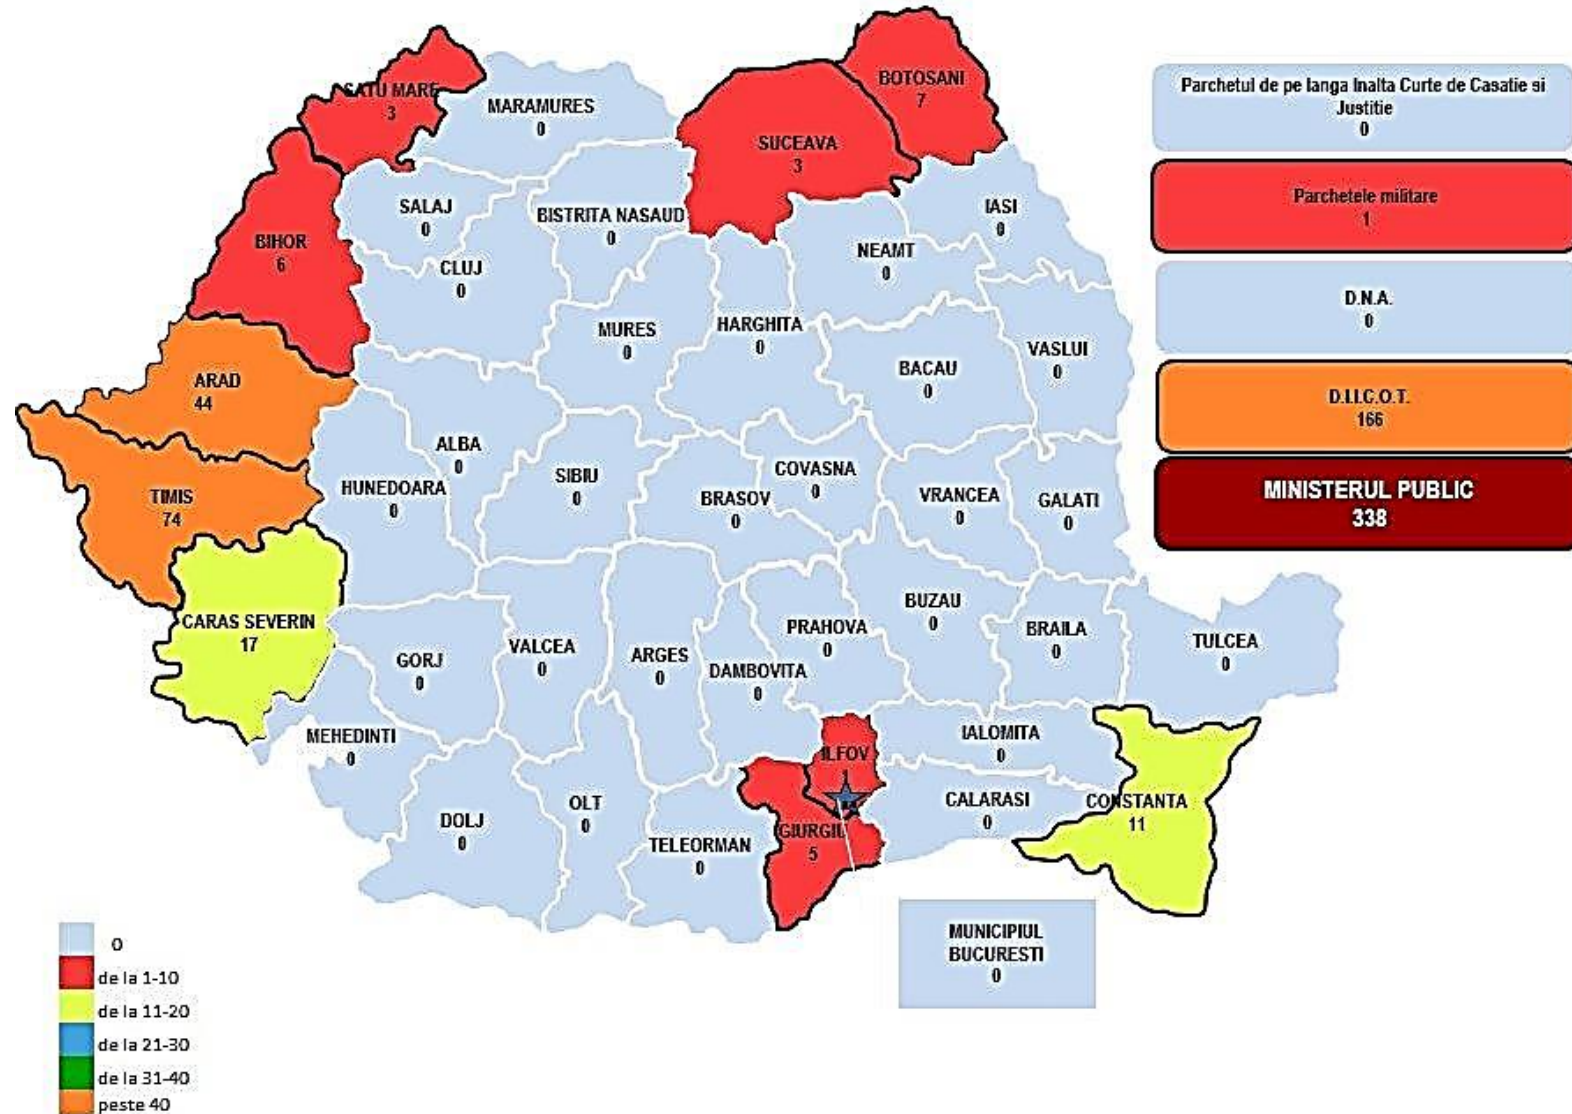 SATU MARE
3
MARAMURES
0
SUCEAVA
3
BOTOSANI
7
BIHOR
6
SALAJ
0
CLUJ
0
BISTRITA NASAUD
0
NEAMT
0
IASI
0
MURES
0
HARGHITA
0
BACAU
0
VASLUI
0
ARAD
44
TIMIS
74
CARAS SEVERIN
17
HUNEDOARA
0
ALBA
0
SIBIU
0
BRASOV
0
COVASNA
0
VRANCEA
0
GALATI
0
MEHEDINTI
0
GORJ
0
VALCEA
0
ARGES
0
DAMBOVITA
0
PRAHOVA
0
BUZAU
0
BRAILA
0
TULCEA
0
DOLJ
0
OLT
0
TELEORMAN
0
GIURGIU
5
ILFOV
1
IALOMITA
0
CALARASI
0
CONSTANTA
11
MUNICIPIUL
BUCURESTI
0
Parchetul de pe langa Inalta Curte de Casatie si
Justitie
0
Parchetele militare
1
D.N.A.
0
D.I.I.C.O.T.
166
MINISTERUL PUBLIC
338
0
de la 1-10
de la 11-20
de la 21-30
de la 31-40
peste 40